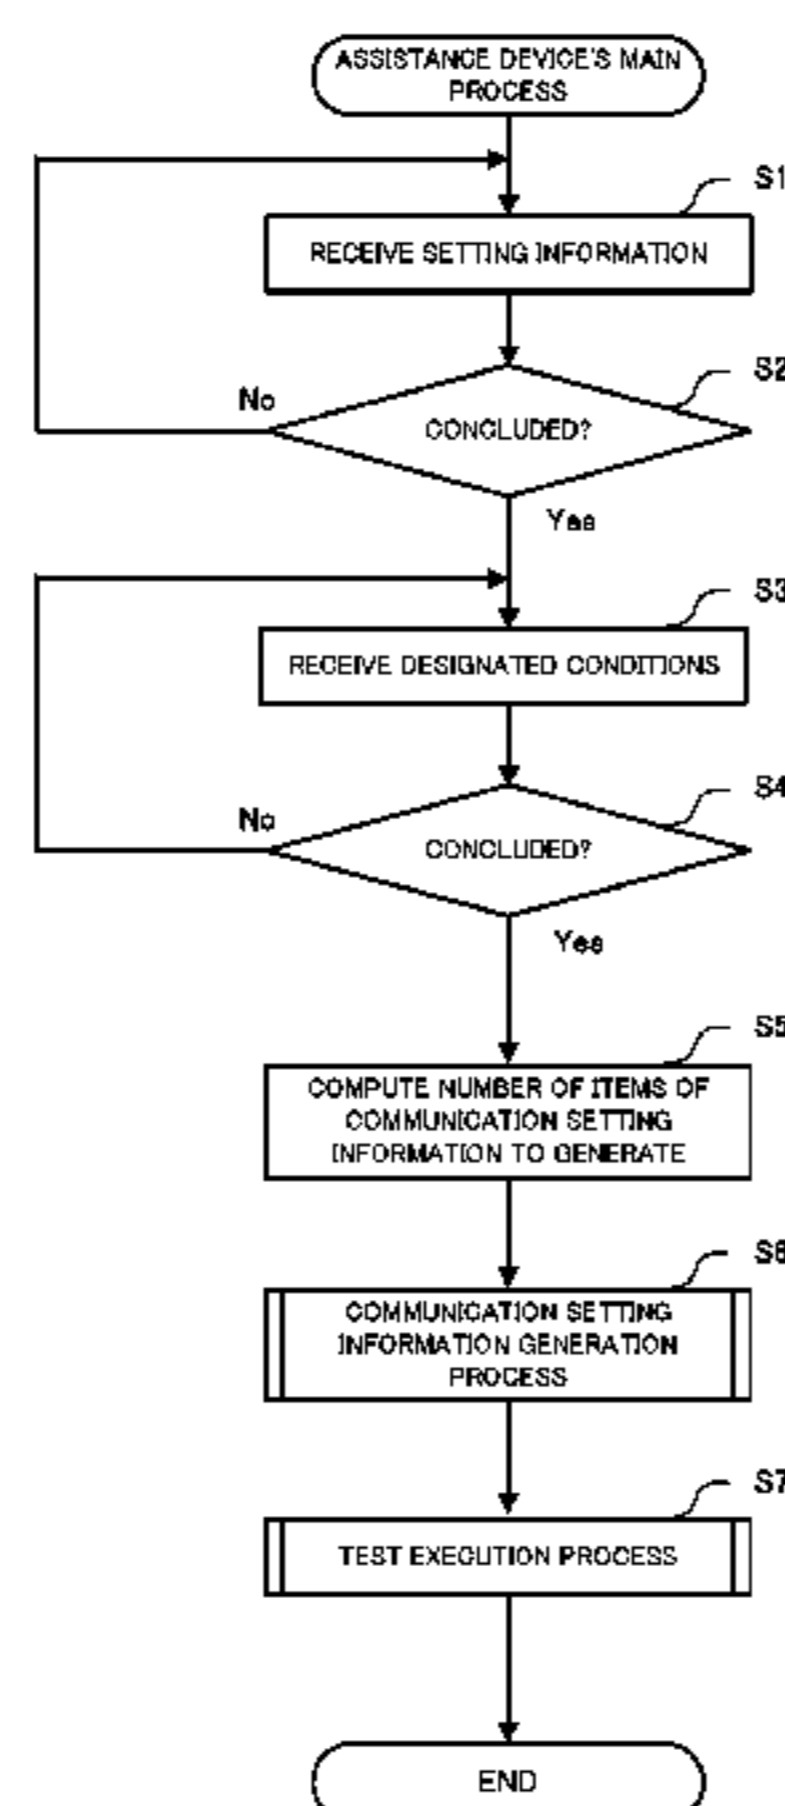 ASSISTANCE DEVICE'S MAIN
PROCESS
S1
RECEIVE SETTING INFORMATION
S2
No
CONCLUDED?
Yes
S3
RECEIVE DESIGNATED CONDITIONS
S4
No
CONCLUDED?
Yes
S5
COMPUTE NUMBER OF ITEMS OF
COMMUNICATION SETTING
INFORMATION TO GENERATE
S6
COMMUNICATION SETTING
INFORMATION GENERATION
PROCESS
S7
TEST EXECUTION PROCESS
END